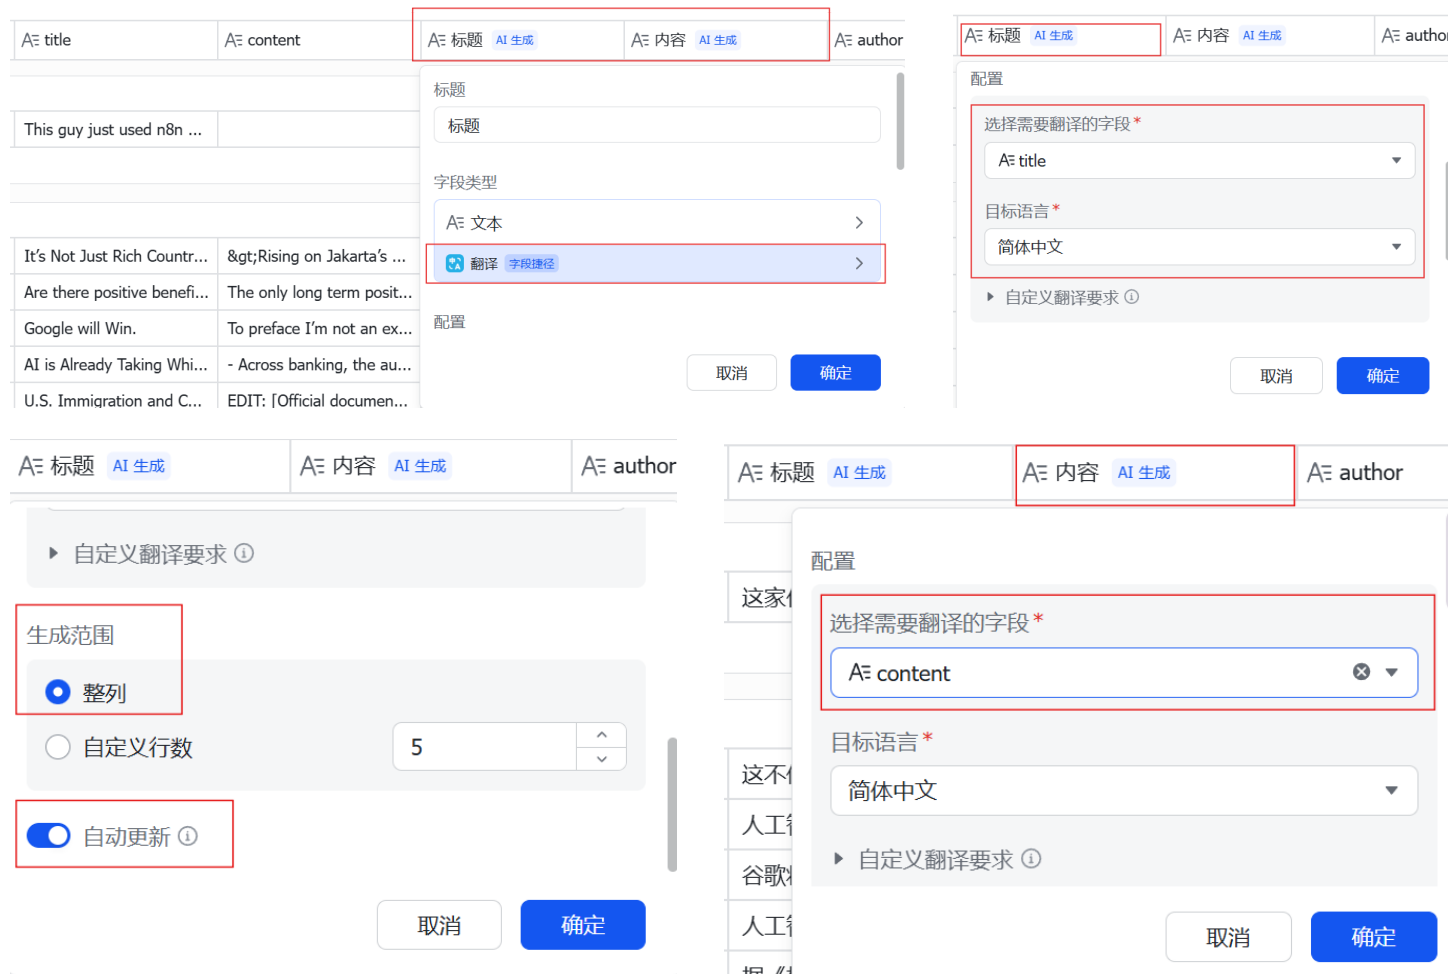 title
content
标题 AI 生成
内容 AI 生成
author
标题
标题
This guy just used n8n ...
字段类型
文本
翻译 字段捷径
It's Not Just Rich Countr...
&gt;Rising on Jakarta's ...
Are there positive benefi...
The only long term posit...
Google will Win.
To preface I'm not an ex...
配置
AI is Already Taking Whi...
- Across banking, the au...
取消
确定
U.S. Immigration and C...
EDIT: [Official documen...
标题 AI 生成
内容 AI 生成
配置
选择需要翻译的字段*
title
目标语言*
简体中文
自定义翻译要求
取消
确定
标题 AI 生成
内容 AI 生成
author
自定义翻译要求
生成范围
整列
自定义行数
5
自动更新
取消
确定
标题 AI 生成
内容 AI 生成
author
配置
这家
选择需要翻译的字段*
content
目标语言*
这不
简体中文
人工
自定义翻译要求
谷歌
人工
取消
确定